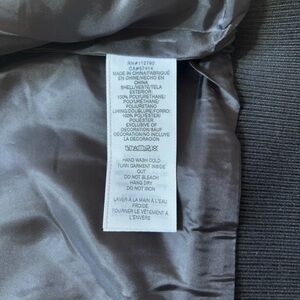 RN#112790
CA#57414
MADE IN CHINA/FABRIQUÉ
EN CHINE/HECHO EN
CHINA
SHELL/VESTE/TELA
EXTERIOR:
100% POLYURETHANE/
POLYURÉTHANE/
POLIURETANO
LINING/DOUBLURE/FORRO:
100% POLYESTER/
POLIÉSTER
EXCLUSIVE OF
DECORATION/SAUF
DÉCORATION/NO INCLUYE
LA DECORACIÓN
HAND WASH COLD
TURN GARMENT INSIDE
OUT
DO NOT BLEACH
HANG DRY
DO NOT IRON
LAVER À LA MAIN À L'EAU
FROIDE
TOURNER LE VÊTEMENT À
L'ENVERS